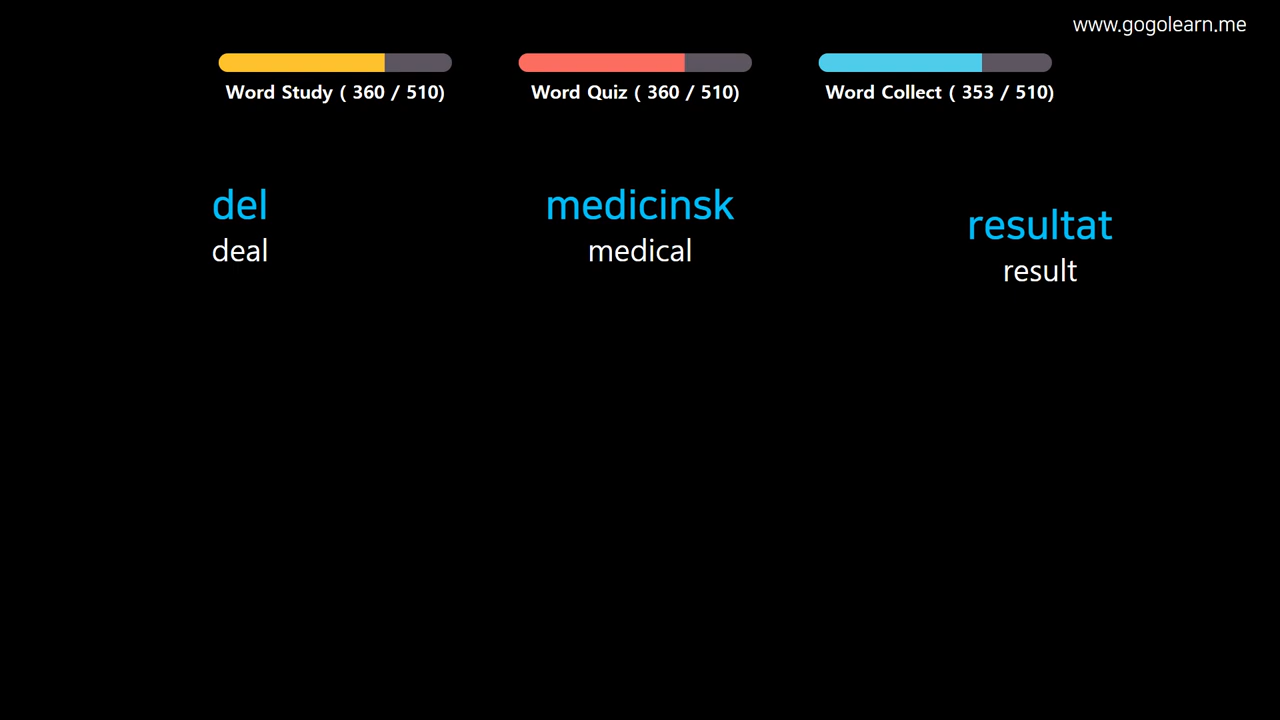 www.gogolearn.me
Word Study ( 360 / 510)
Word Quiz ( 360 / 510)
Word Collect ( 353 / 510)
del
deal
medicinsk
medical
resultat
result